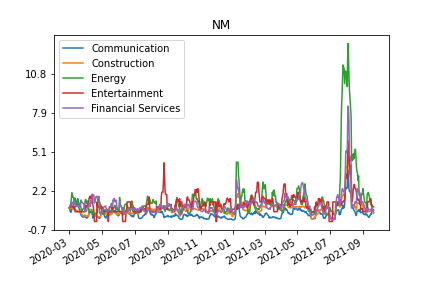 NM
Communication
Construction
Energy
Entertainment
Financial Services
10.8
7.9
5.1
2.2
-0.7
2020-03
2020-05
2020-07
2020-09
2020-11
2021-01
2021-03
2021-05
2021-07
2021-09